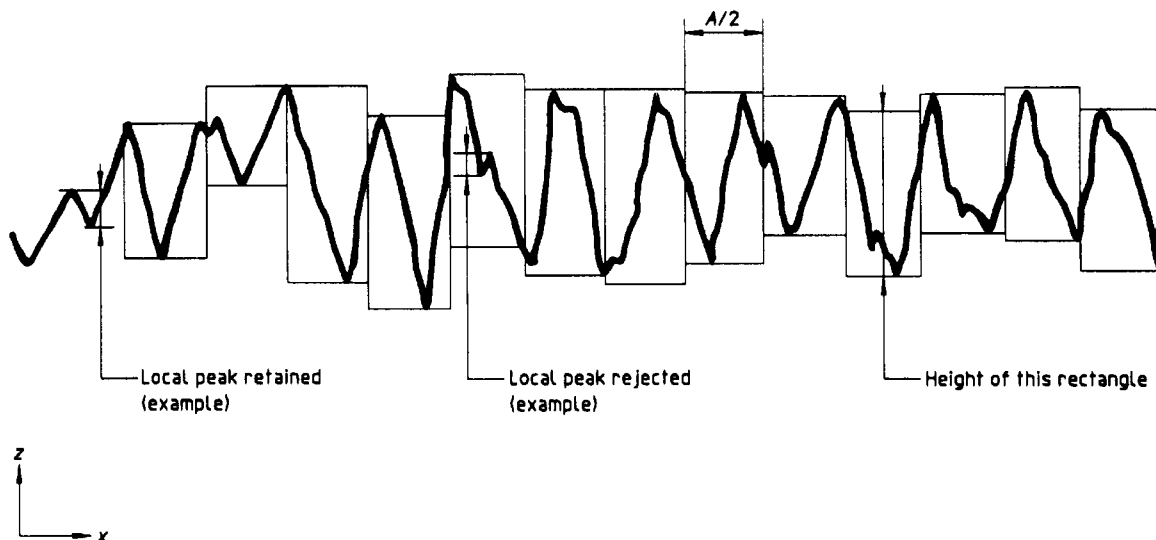 A/2
Local peak retained
(example)
Local peak rejected
(example)
Height of this rectangle
z
x